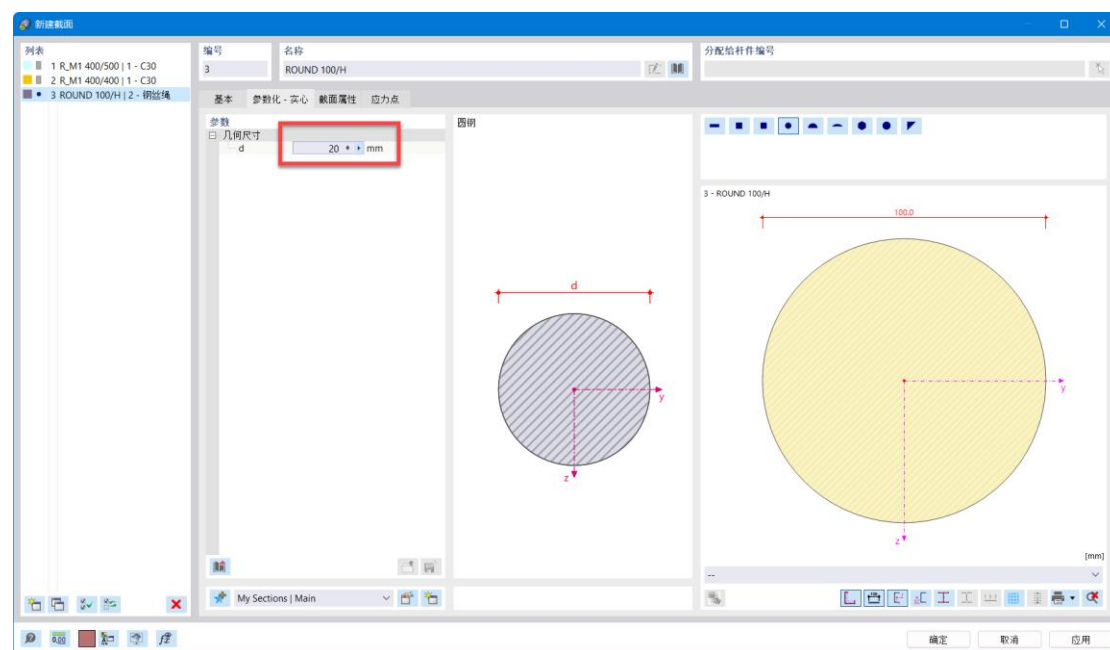 新建截面
列表
1 R_M1 400/500 | 1 - C30
2 R_M1 400/400 | 1 - C30
3 ROUND 100/H | 2 - 钢丝绳
编号
3
名称
ROUND 100/H
分配给杆件编号
基本 参数化 - 实心 截面属性 应力点
参数
几何尺寸
d 20 mm
圆钢
d
y
z
3 - ROUND 100/H
100.0
y
z
[mm]
--
My Sections | Main
0,00
确定 取消 应用